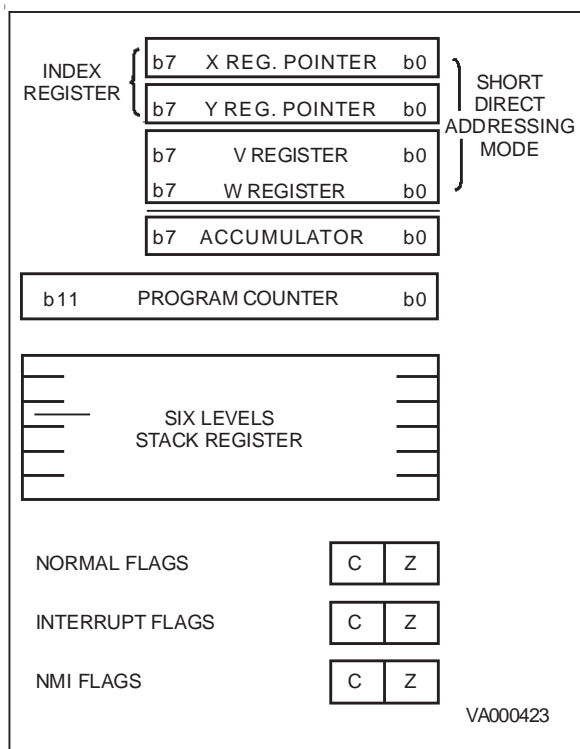 INDEX
REGISTER
b7 X REG. POINTER b0
b7 Y REG. POINTER b0
b7 V REGISTER b0
b7 W REGISTER b0
b7 ACCUMULATOR b0
SHORT
DIRECT
ADDRESSING
MODE
b11 PROGRAM COUNTER b0
SIX LEVELS
STACK REGISTER
NORMAL FLAGS C Z
INTERRUPT FLAGS C Z
NMI FLAGS C Z
VA000423